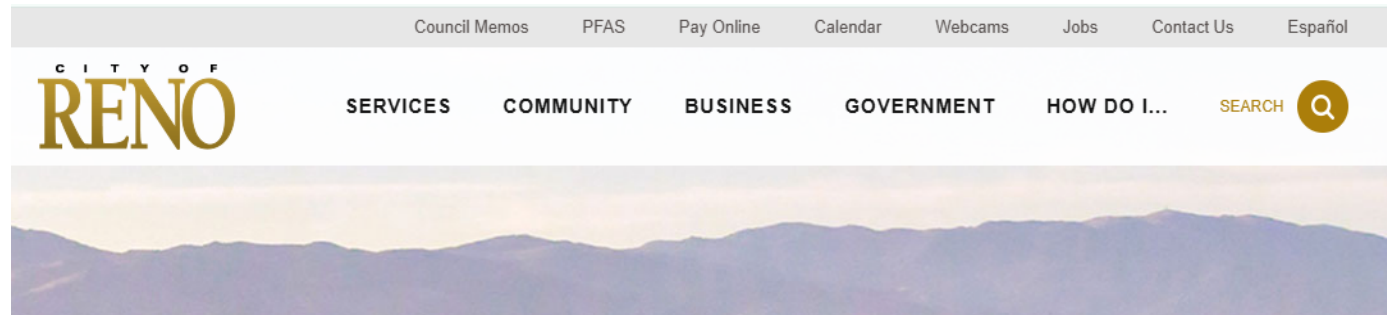 Council Memos PFAS Pay Online Calendar Webcams Jobs Contact Us Español
CITY OF
RENO
SERVICES COMMUNITY BUSINESS GOVERNMENT HOW DO I... SEARCH